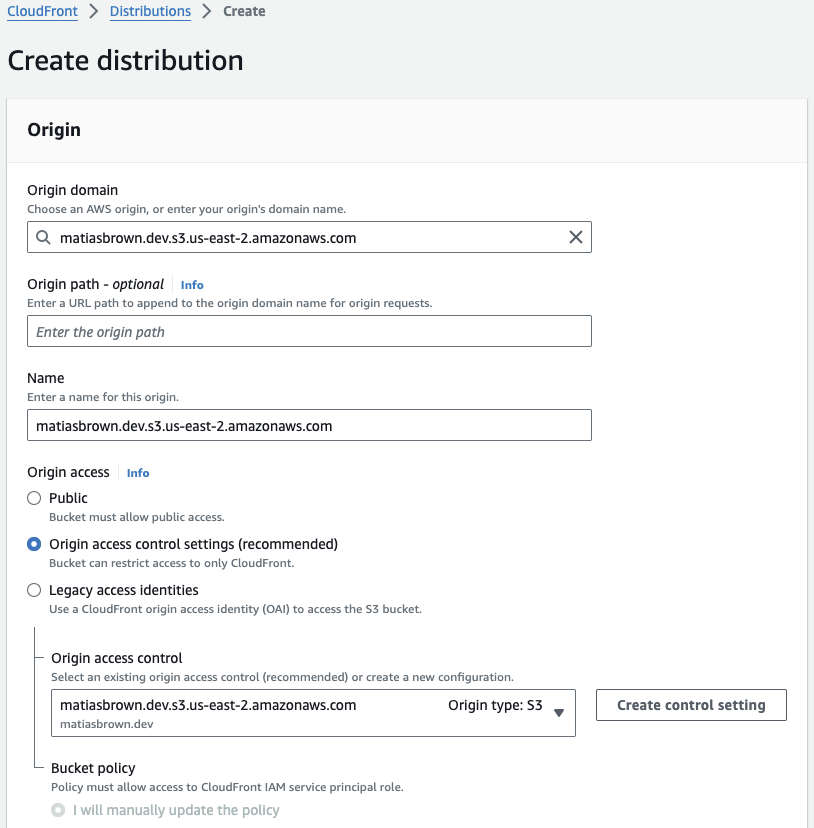 CloudFront > Distributions > Create
Create distribution
Origin
Origin domain
Choose an AWS origin, or enter your origin's domain name.
matiasbrown.dev.s3.us-east-2.amazonaws.com
Origin path - optional Info
Enter a URL path to append to the origin domain name for origin requests.
Enter the origin path
Name
Enter a name for this origin.
matiasbrown.dev.s3.us-east-2.amazonaws.com
Origin access Info
Public
Bucket must allow public access.
Origin access control settings (recommended)
Bucket can restrict access to only CloudFront.
Legacy access identities
Use a CloudFront origin access identity (OAI) to access the S3 bucket.
Origin access control
Select an existing origin access control (recommended) or create a new configuration.
matiasbrown.dev.s3.us-east-2.amazonaws.com Origin type: S3
matiasbrown.dev
Create control setting
Bucket policy
Policy must allow access to CloudFront IAM service principal role.
I will manually update the policy